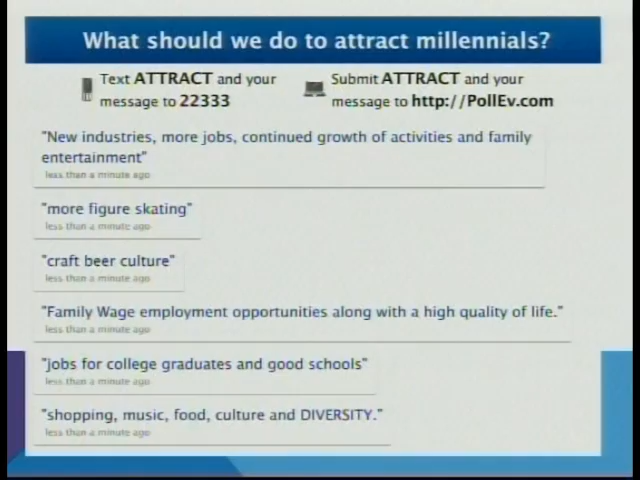 What should we do to attract millennials?
Text ATTRACT and your
message to 22333
Submit ATTRACT and your
message to http://PollEv.com
"New industries, more jobs, continued growth of activities and family
entertainment"
less than a minute ago
"more figure skating"
less than a minute ago
"craft beer culture"
less than a minute ago
"Family Wage employment opportunities along with a high quality of life."
less than a minute ago
"jobs for college graduates and good schools"
less than a minute ago
"shopping, music, food, culture and DIVERSITY."
less than a minute ago